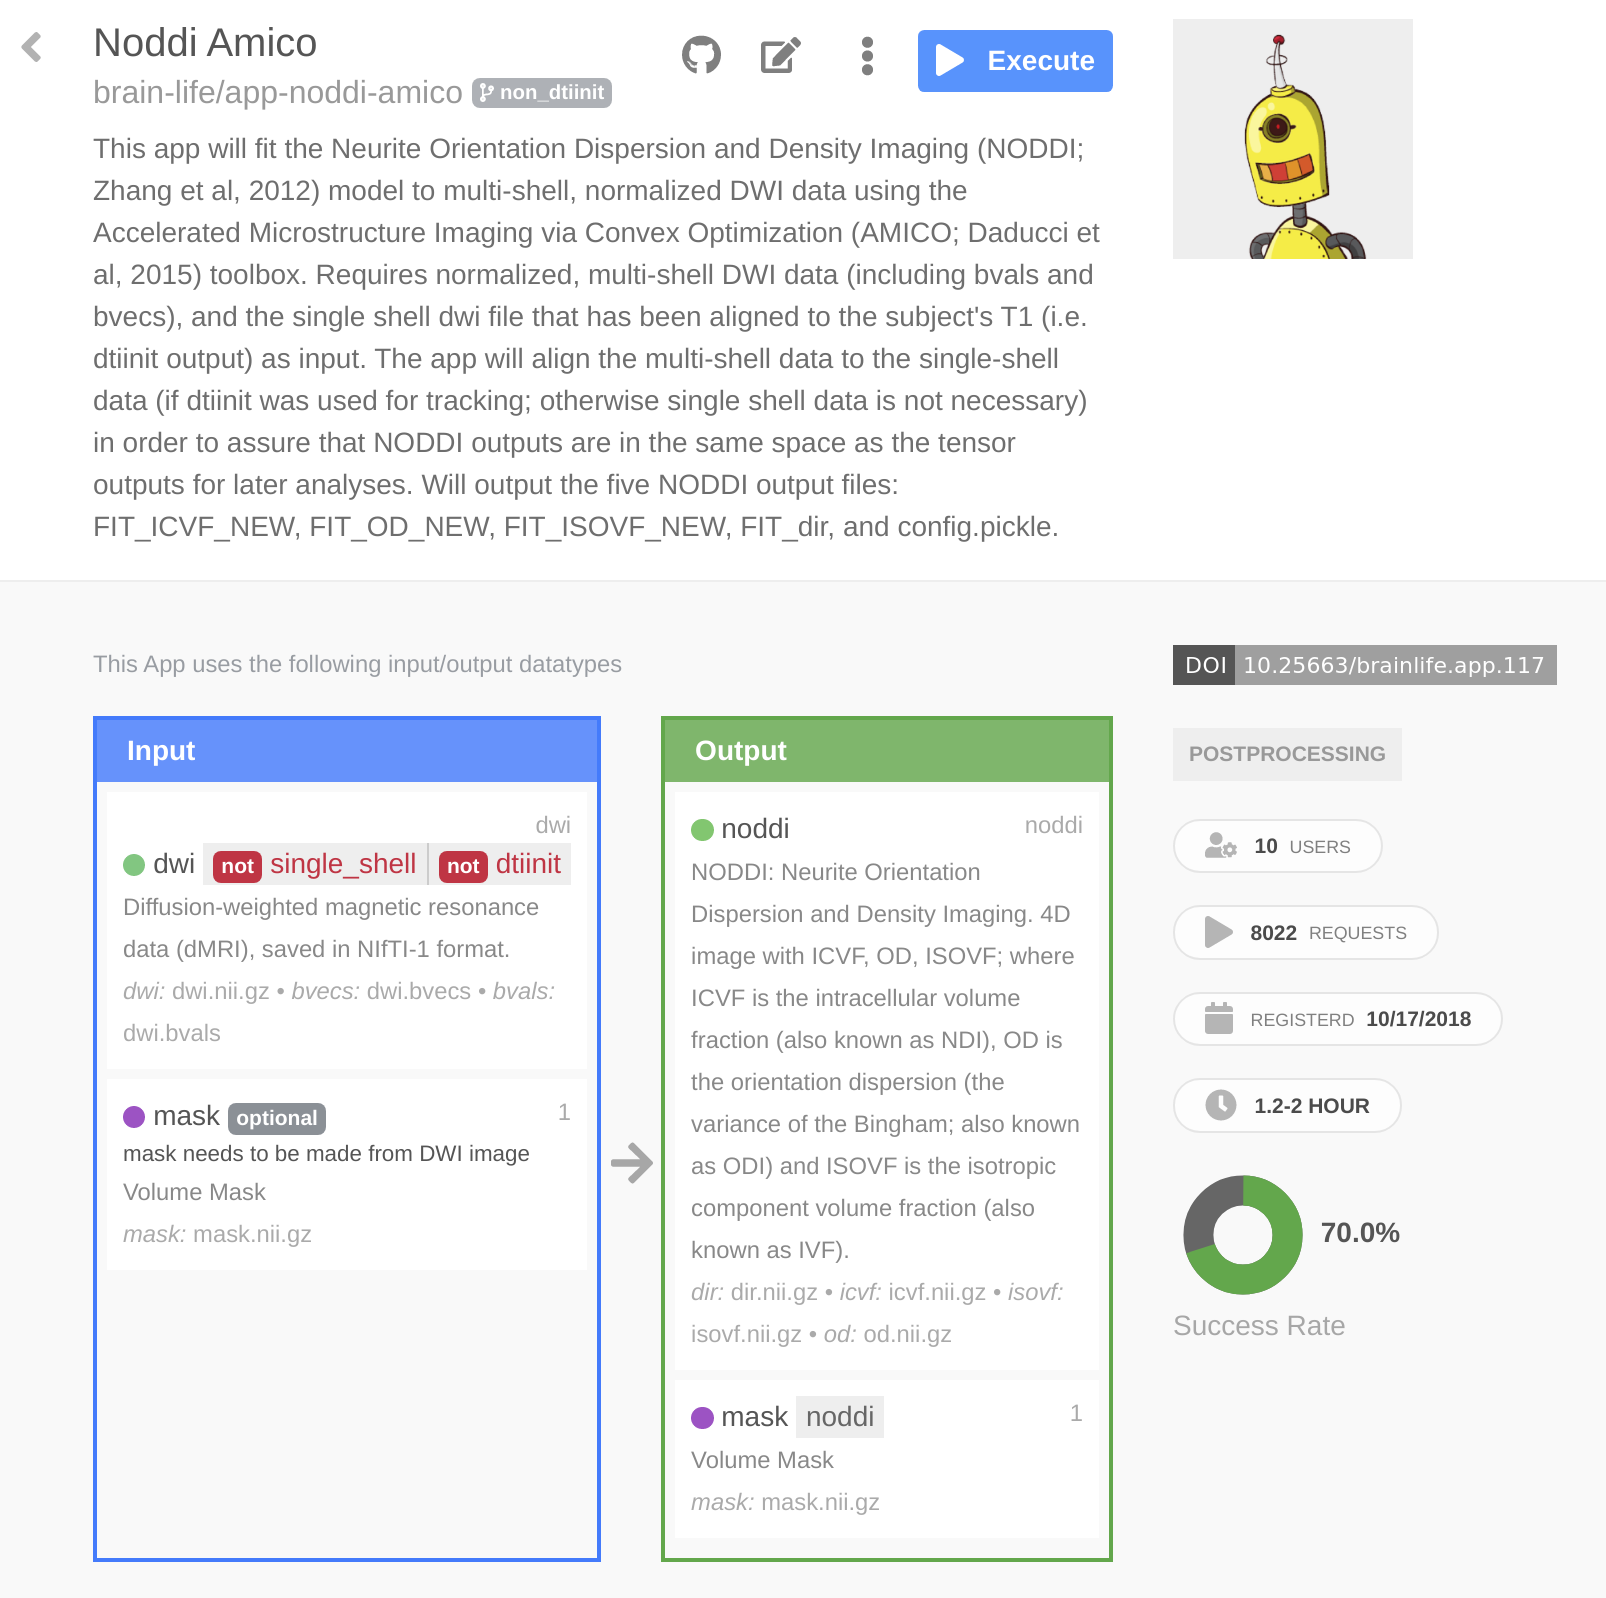 Noddi Amico
Execute
brain-life/app-noddi-amico non_dtiinit
This app will fit the Neurite Orientation Dispersion and Density Imaging (NODDI;
Zhang et al, 2012) model to multi-shell, normalized DWI data using the
Accelerated Microstructure Imaging via Convex Optimization (AMICO; Daducci et
al, 2015) toolbox. Requires normalized, multi-shell DWI data (including bvals and
bvecs), and the single shell dwi file that has been aligned to the subject's T1 (i.e.
dtiinit output) as input. The app will align the multi-shell data to the single-shell
data (if dtiinit was used for tracking; otherwise single shell data is not necessary)
in order to assure that NODDI outputs are in the same space as the tensor
outputs for later analyses. Will output the five NODDI output files:
FIT_ICVF_NEW, FIT_OD_NEW, FIT_ISOVF_NEW, FIT_dir, and config.pickle.
This App uses the following input/output datatypes
Input
dwi
dwi not single_shell not dtiinit
Diffusion-weighted magnetic resonance
data (dMRI), saved in NIfTI-1 format.
dwi: dwi.nii.gz • bvecs: dwi.bvecs • bvals:
dwi.bvals
mask optional 1
mask needs to be made from DWI image
Volume Mask
mask: mask.nii.gz
Output
noddi noddi
NODDI: Neurite Orientation
Dispersion and Density Imaging. 4D
image with ICVF, OD, ISOVF; where
ICVF is the intracellular volume
fraction (also known as NDI), OD is
the orientation dispersion (the
variance of the Bingham; also known
as ODI) and ISOVF is the isotropic
component volume fraction (also
known as IVF).
dir: dir.nii.gz • icvf: icvf.nii.gz • isovf:
isovf.nii.gz • od: od.nii.gz
mask noddi 1
Volume Mask
mask: mask.nii.gz
DOI 10.25663/brainlife.app.117
POSTPROCESSING
10 USERS
8022 REQUESTS
REGISTERD 10/17/2018
1.2-2 HOUR
70.0%
Success Rate